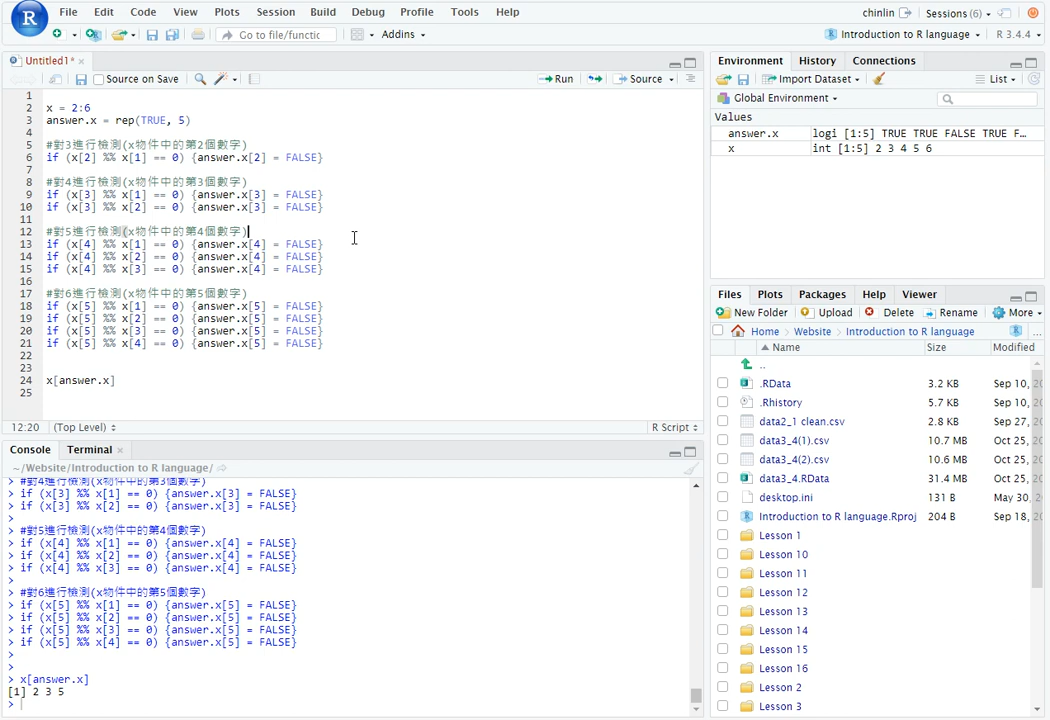 R
File Edit Code View Plots Session Build Debug Profile Tools Help
chinlin Sessions (6)
Go to file/functic Addins
Introduction to R language R 3.4.4
Untitled1* ×
Source on Save Run Source
1
2 x = 2:6
3 answer.x = rep(TRUE, 5)
4
5 #對3進行檢測(x物件中的第2個數字)
6 if (x[2] %% x[1] == 0) {answer.x[2] = FALSE}
7
8 #對4進行檢測(x物件中的第3個數字)
9 if (x[3] %% x[1] == 0) {answer.x[3] = FALSE}
10 if (x[3] %% x[2] == 0) {answer.x[3] = FALSE}
11
12 #對5進行檢測(x物件中的第4個數字)
13 if (x[4] %% x[1] == 0) {answer.x[4] = FALSE}
14 if (x[4] %% x[2] == 0) {answer.x[4] = FALSE}
15 if (x[4] %% x[3] == 0) {answer.x[4] = FALSE}
16
17 #對6進行檢測(x物件中的第5個數字)
18 if (x[5] %% x[1] == 0) {answer.x[5] = FALSE}
19 if (x[5] %% x[2] == 0) {answer.x[5] = FALSE}
20 if (x[5] %% x[3] == 0) {answer.x[5] = FALSE}
21 if (x[5] %% x[4] == 0) {answer.x[5] = FALSE}
22
23
24 x[answer.x]
25
12:20 (Top Level) R Script
Console Terminal ×
~/Website/Introduction to R language/
> #對4進行檢測(x物件中的第3個數字)
> if (x[3] %% x[1] == 0) {answer.x[3] = FALSE}
> if (x[3] %% x[2] == 0) {answer.x[3] = FALSE}
>
> #對5進行檢測(x物件中的第4個數字)
> if (x[4] %% x[1] == 0) {answer.x[4] = FALSE}
> if (x[4] %% x[2] == 0) {answer.x[4] = FALSE}
> if (x[4] %% x[3] == 0) {answer.x[4] = FALSE}
>
> #對6進行檢測(x物件中的第5個數字)
> if (x[5] %% x[1] == 0) {answer.x[5] = FALSE}
> if (x[5] %% x[2] == 0) {answer.x[5] = FALSE}
> if (x[5] %% x[3] == 0) {answer.x[5] = FALSE}
> if (x[5] %% x[4] == 0) {answer.x[5] = FALSE}
>
>
> x[answer.x]
[1] 2 3 5
>
Environment History Connections
Import Dataset List
Global Environment
Values
answer.x logi [1:5] TRUE TRUE FALSE TRUE F…
x int [1:5] 2 3 4 5 6
Files Plots Packages Help Viewer
New Folder Upload Delete Rename More
Home Website Introduction to R language ...
Name Size Modified
..
.RData 3.2 KB Sep 10,
.Rhistory 5.7 KB Sep 10,
data2_1 clean.csv 2.8 KB Sep 27,
data3_4(1).csv 10.7 MB Oct 25,
data3_4(2).csv 10.6 MB Oct 25,
data3_4.RData 31.4 MB Oct 25,
desktop.ini 131 B May 30,
Introduction to R language.Rproj 204 B Sep 18,
Lesson 1
Lesson 10
Lesson 11
Lesson 12
Lesson 13
Lesson 14
Lesson 15
Lesson 16
Lesson 2
Lesson 3